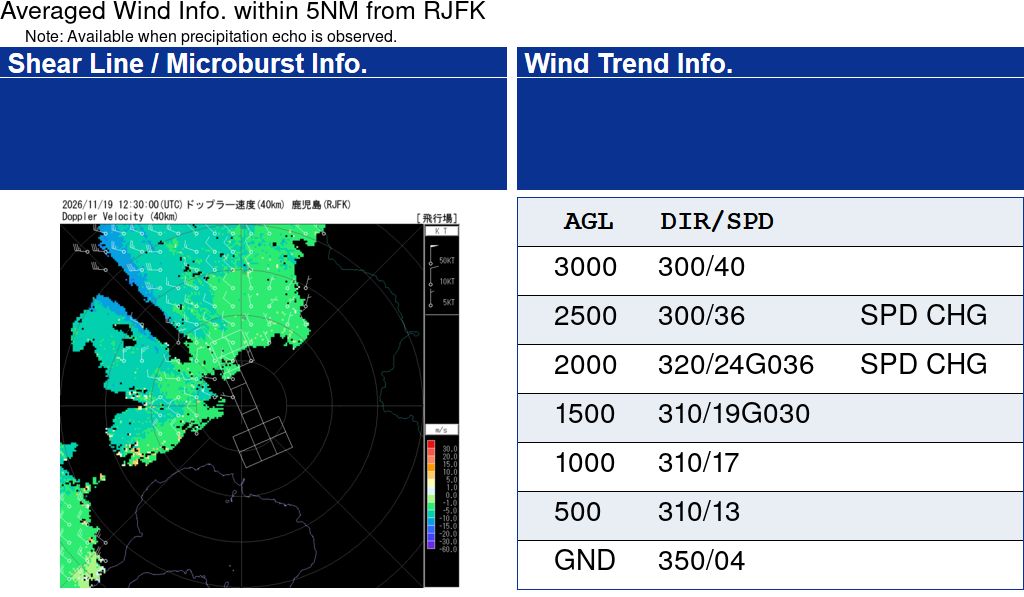 Averaged Wind Info. within 5NM from RJFK
Note: Available when precipitation echo is observed.
Shear Line / Microburst Info.
Wind Trend Info.
2026/11/19 12:30:00(UTC) ドップラー速度(40km) 鹿児島(RJFK)
Doppler Velocity (40km)
[飛行場]
KT
50KT
10KT
5KT
m/s
30.0
20.0
15.0
10.0
5.0
1.0
0.0
-1.0
-5.0
-10.0
-15.0
-20.0
-30.0
-60.0
AGL DIR/SPD
3000 300/40
2500 300/36 SPD CHG
2000 320/24G036 SPD CHG
1500 310/19G030
1000 310/17
500 310/13
GND 350/04